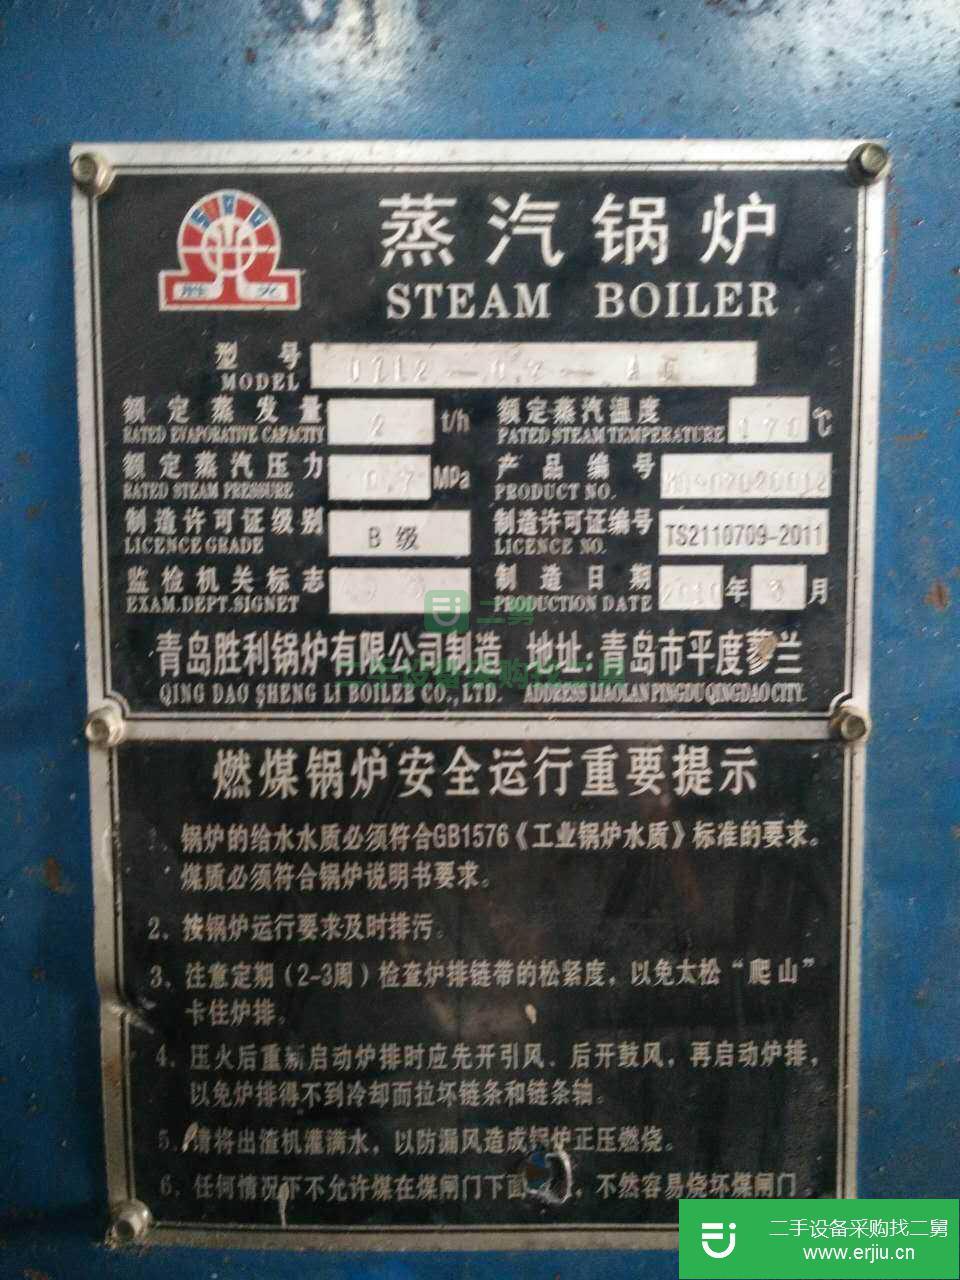 蒸汽锅炉
STEAM BOILER
型号
MODEL
额定蒸发量 2 t/h 额定蒸汽温度 170 ℃
RATED EVAPORATIVE CAPACITY PATED STEAM TEMPERATURE
额定蒸汽压力 0.7 MPa 产品编号
RATED STEAM PRESSURE PRODUCT NO.
制造许可证级别 B级 制造许可证编号 TS2110709-2011
LICENCE GRADE LICENCE NO.
监检机关标志 制造日期 2010 年 3 月
EXAM.DEPT.SIGNET PRODUCTION DATE
二舅
青岛胜利锅炉有限公司制造 地址:青岛市平度蓼兰
二手设备采购找二舅
QING DAO SHENG LI BOILER CO.,LTD. ADDRESS LIAOLAN PINGDU QINGDAO CITY.
燃煤锅炉安全运行重要提示
1、锅炉的给水水质必须符合GB1576《工业锅炉水质》标准的要求。
煤质必须符合锅炉说明书要求。
2、按锅炉运行要求及时排污。
3、注意定期(2-3周)检查炉排链带的松紧度，以免太松“爬山”
卡住炉排。
4、压火后重新启动炉排时应先开引风、后开鼓风，再启动炉排，
以免炉排得不到冷却而拉坏链条和链条轴。
5、请将出渣机灌满水，以防漏风造成锅炉正压燃烧。
6、任何情况下不允许煤在煤闸门下面 ，不然容易烧坏煤闸门。
二手设备采购找二舅
www.erjiu.cn